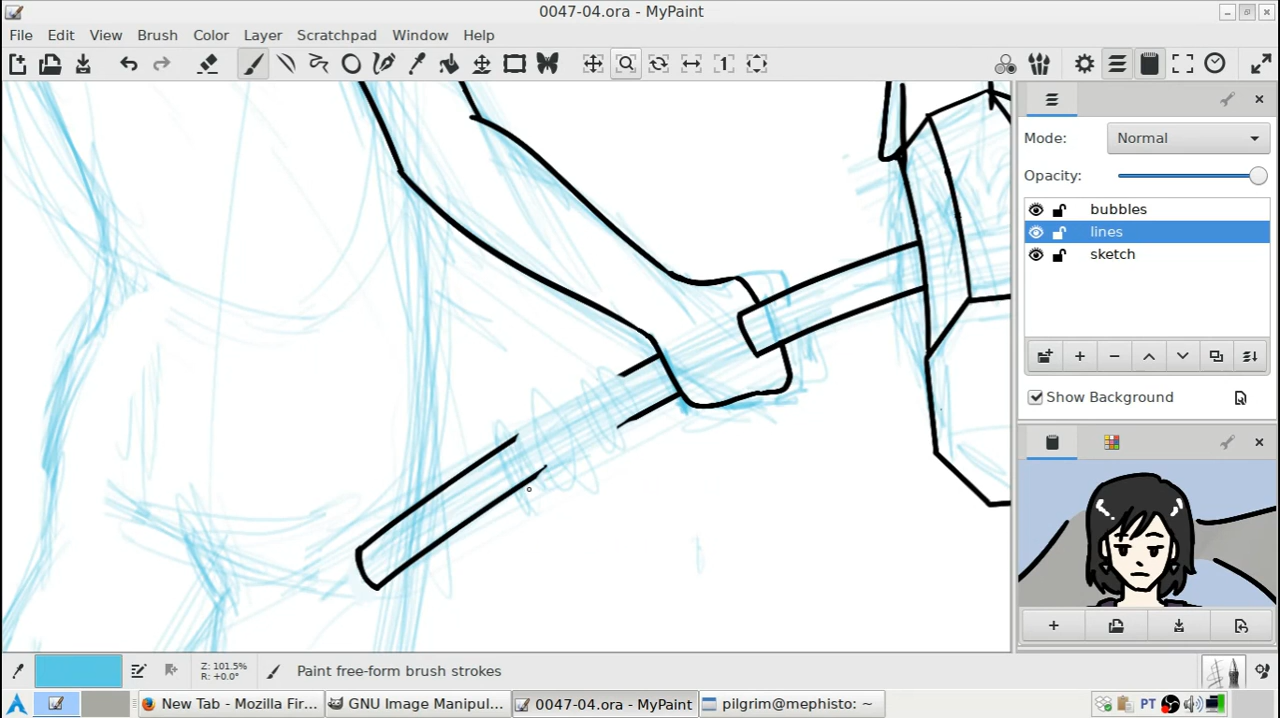 0047-04.ora - MyPaint
File Edit View Brush Color Layer Scratchpad Window Help
1
Mode: Normal
Opacity:
bubbles
lines
sketch
Show Background
Z: 101.5%
R: +0.0°
Paint free-form brush strokes
New Tab - Mozilla Fir... GNU Image Manipul... 0047-04.ora - MyPaint pilgrim@mephisto: ~ PT